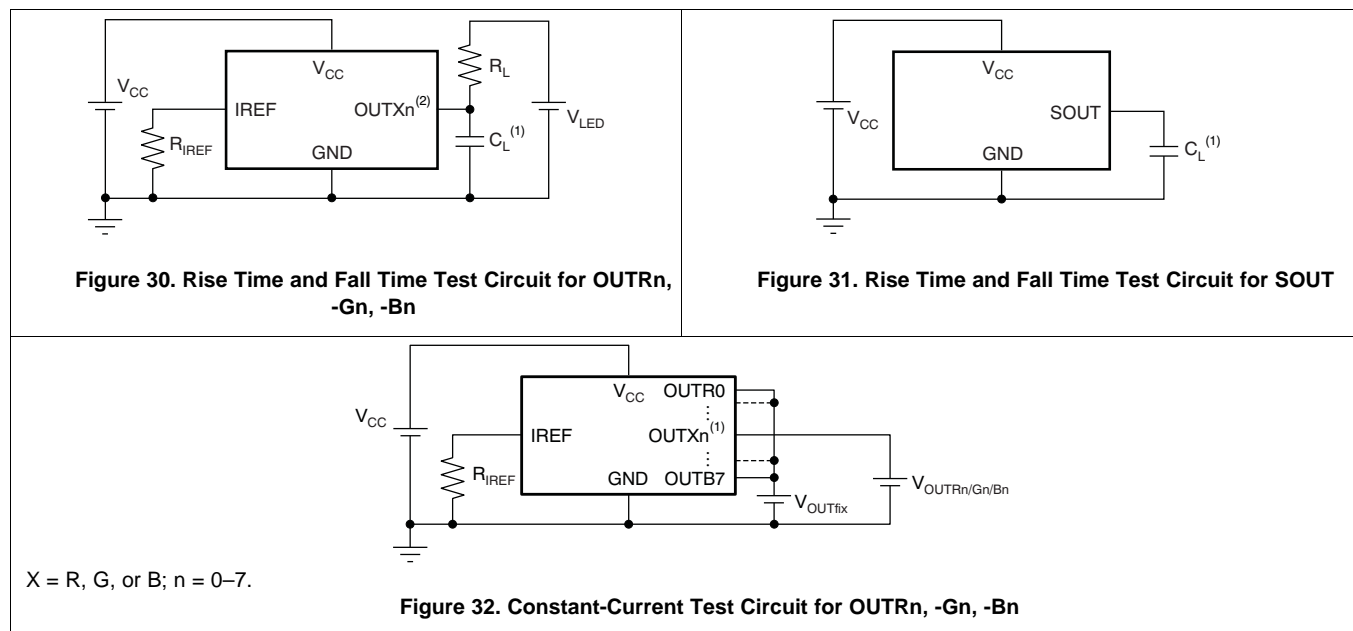 V_CC
V_CC
R_L
IREF
OUTXn^(2)
V_LED
R_IREF
C_L^(1)
GND
Figure 30. Rise Time and Fall Time Test Circuit for OUTRn,
-Gn, -Bn
V_CC
V_CC
SOUT
GND
C_L^(1)
Figure 31. Rise Time and Fall Time Test Circuit for SOUT
V_CC
OUTR0
V_CC
IREF
OUTXn^(1)
R_IREF
GND
OUTB7
V_OUTRn/Gn/Bn
V_OUTfix
X = R, G, or B; n = 0–7.
Figure 32. Constant-Current Test Circuit for OUTRn, -Gn, -Bn